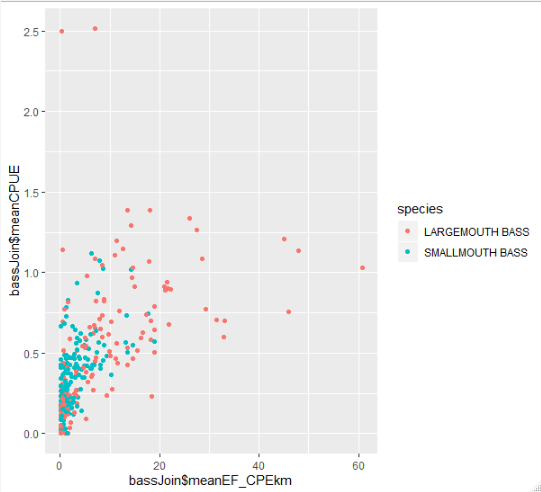 2.5
2.0
1.5
1.0
0.5
0.0
bassJoin$meanCPUE
0
20
40
60
bassJoin$meanEF_CPEkm
species
LARGEMOUTH BASS
SMALLMOUTH BASS